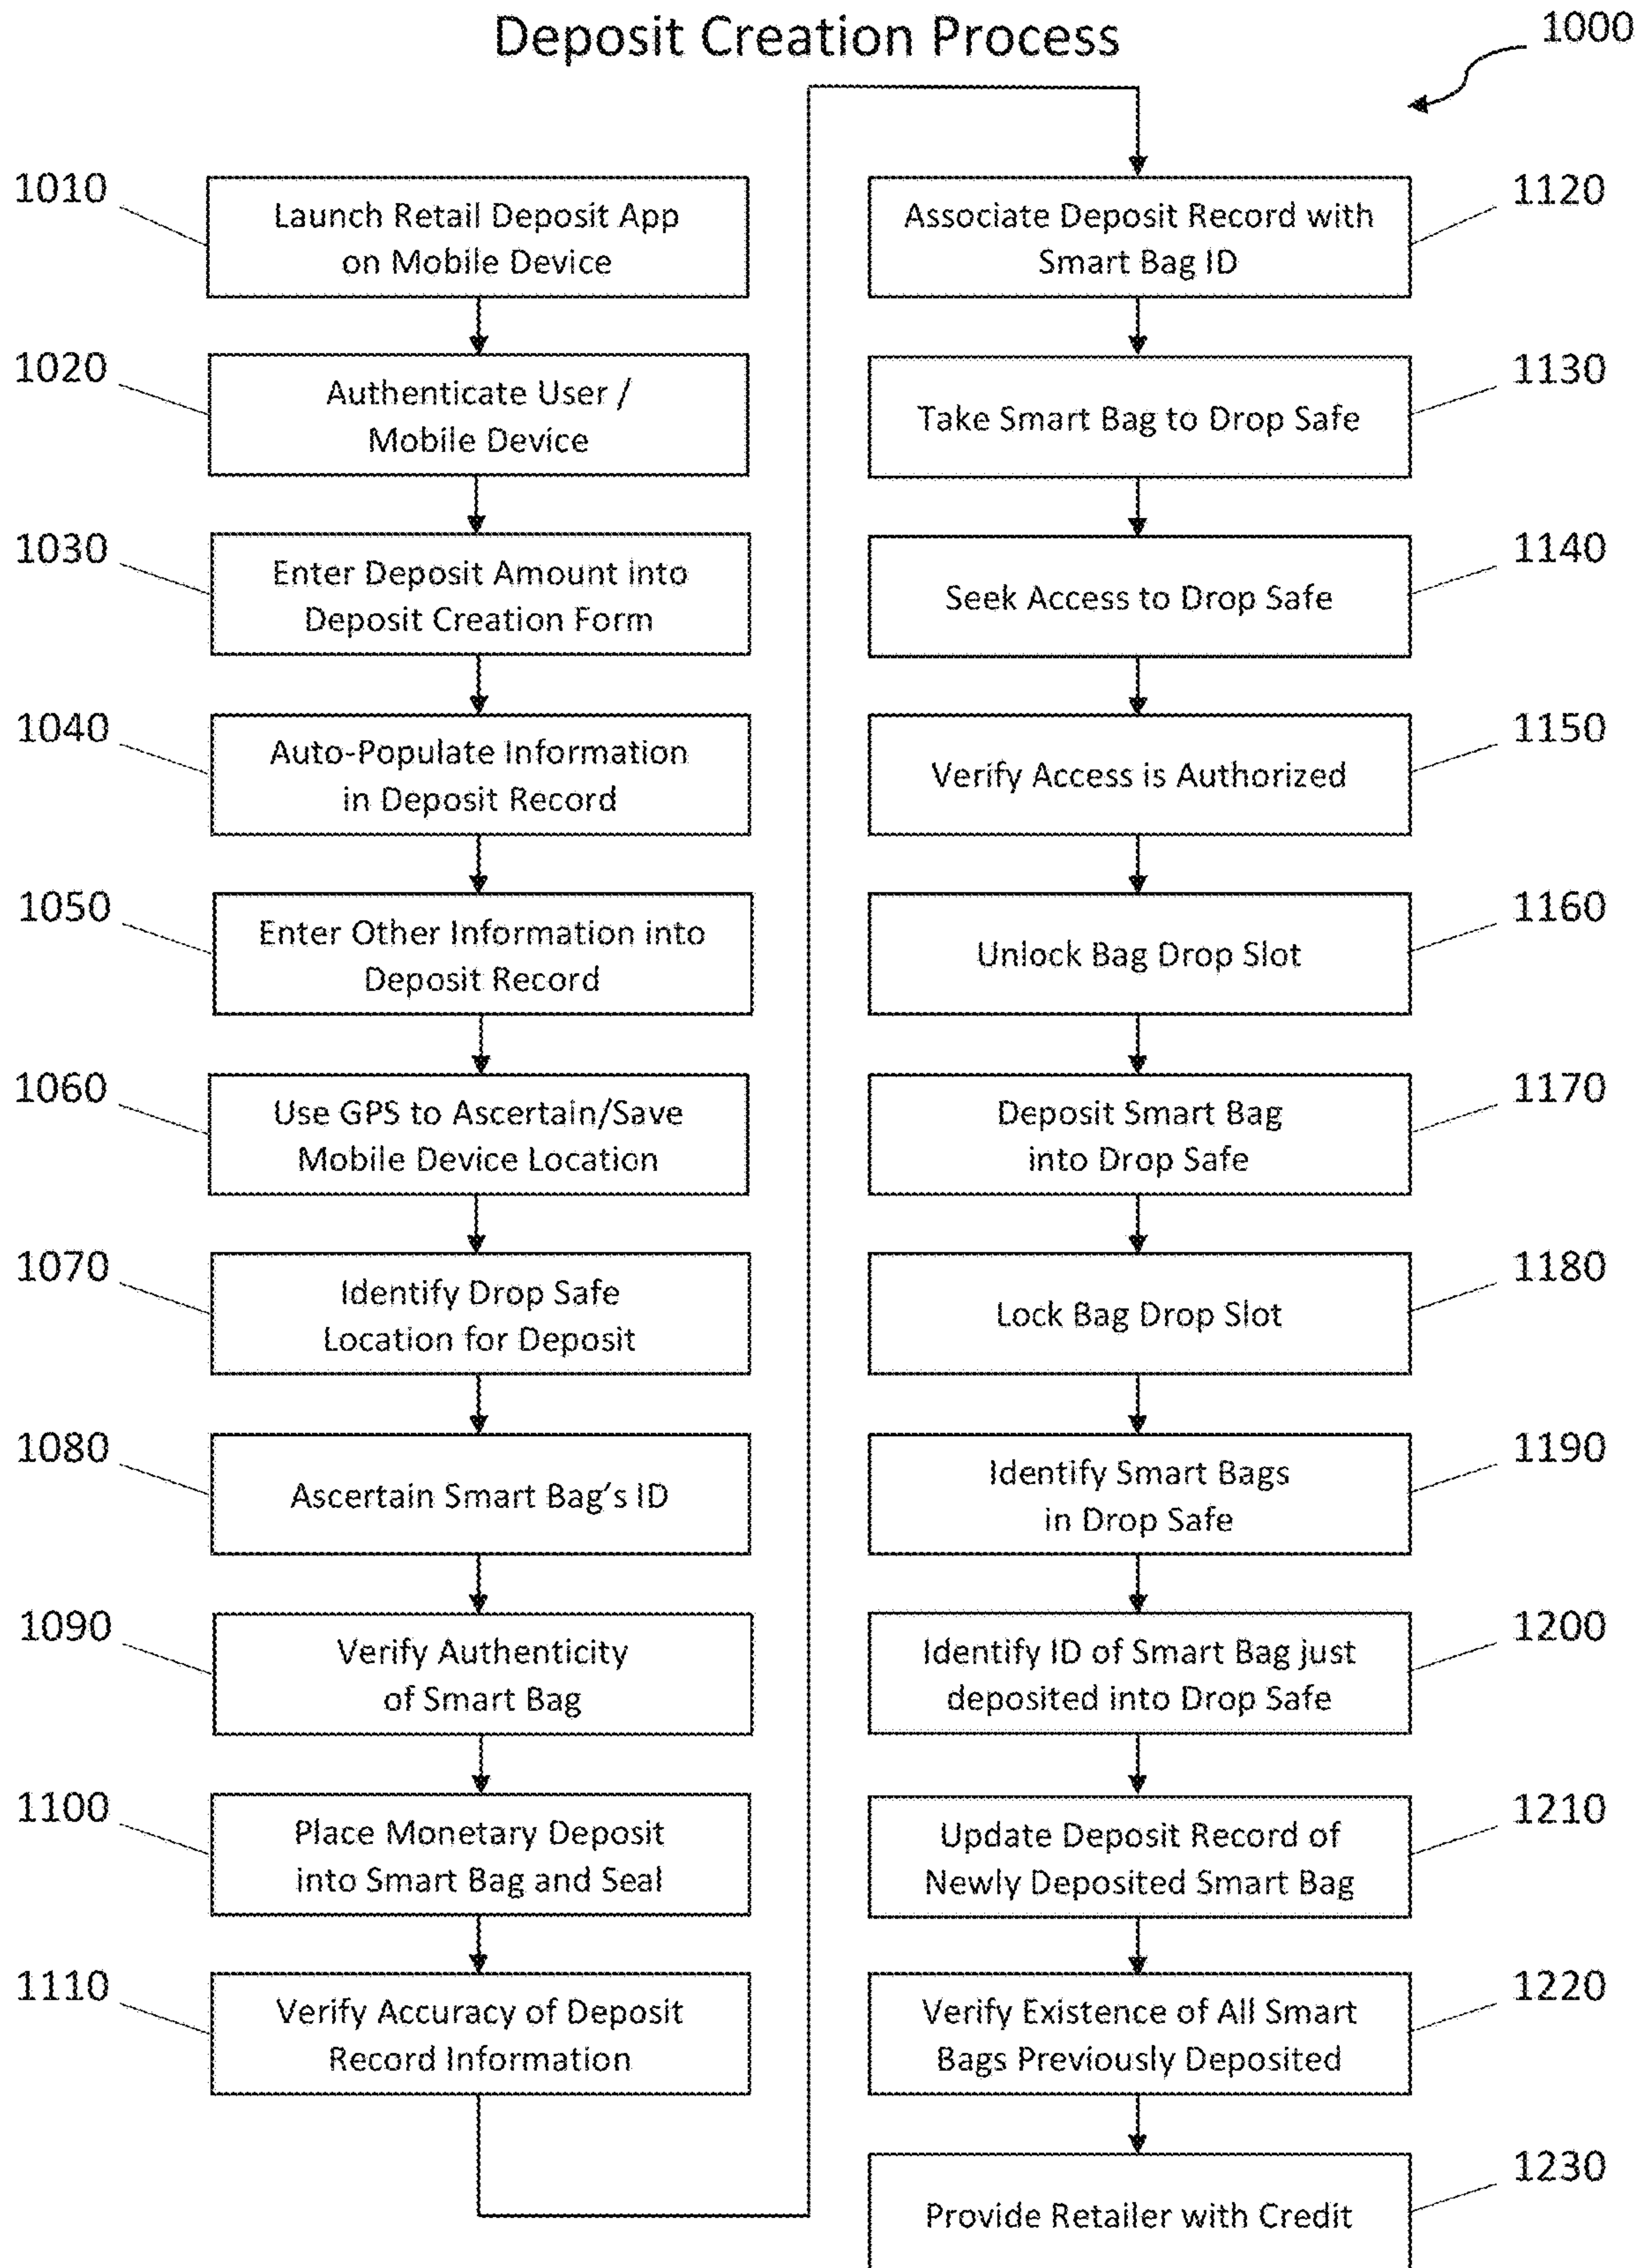 Deposit Creation Process
1000
1010
Launch Retail Deposit App
on Mobile Device
1020
Authenticate User /
Mobile Device
1030
Enter Deposit Amount into
Deposit Creation Form
1040
Auto-Populate Information
in Deposit Record
1050
Enter Other Information into
Deposit Record
1060
Use GPS to Ascertain/Save
Mobile Device Location
1070
Identify Drop Safe
Location for Deposit
1080
Ascertain Smart Bag's ID
1090
Verify Authenticity
of Smart Bag
1100
Place Monetary Deposit
into Smart Bag and Seal
1110
Verify Accuracy of Deposit
Record Information
1120
Associate Deposit Record with
Smart Bag ID
1130
Take Smart Bag to Drop Safe
1140
Seek Access to Drop Safe
1150
Verify Access is Authorized
1160
Unlock Bag Drop Slot
1170
Deposit Smart Bag
into Drop Safe
1180
Lock Bag Drop Slot
1190
Identify Smart Bags
in Drop Safe
1200
Identify ID of Smart Bag just
deposited into Drop Safe
1210
Update Deposit Record of
Newly Deposited Smart Bag
1220
Verify Existence of All Smart
Bags Previously Deposited
1230
Provide Retailer with Credit